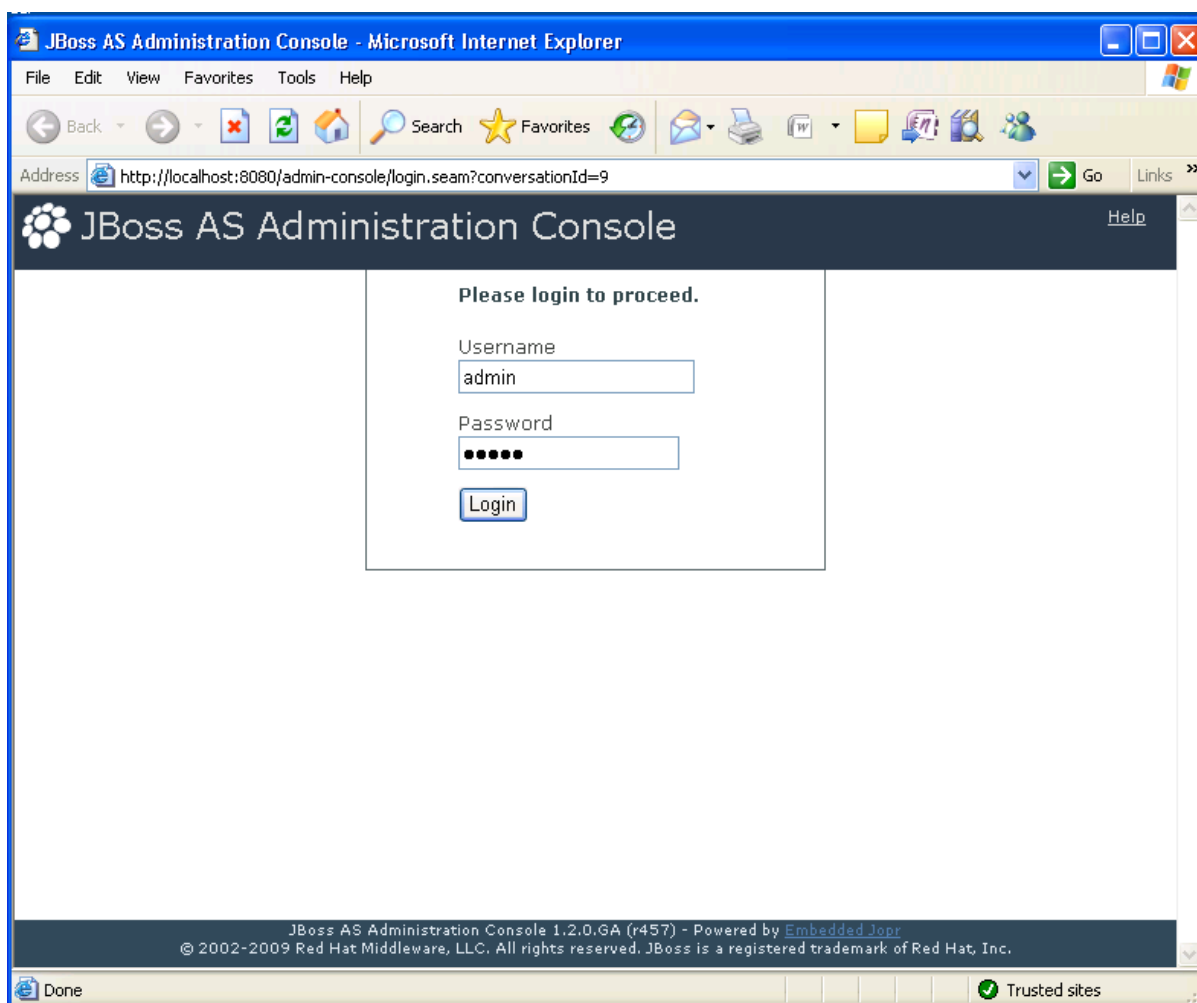 JBoss AS Administration Console - Microsoft Internet Explorer
File Edit View Favorites Tools Help
Back Search Favorites
Address http://localhost:8080/admin-console/login.seam?conversationId=9 Go Links »
JBoss AS Administration Console Help
Please login to proceed.
Username
admin
Password
•••••
Login
JBoss AS Administration Console 1.2.0.GA (r457) - Powered by Embedded Jopr
© 2002-2009 Red Hat Middleware, LLC. All rights reserved. JBoss is a registered trademark of Red Hat, Inc.
Done Trusted sites